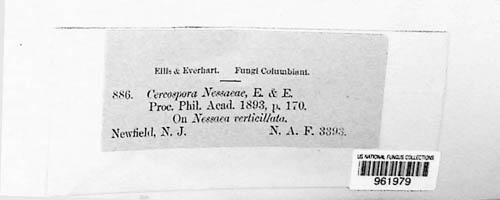 Ellis & Everhart. Fungi Columbiani.
886. Cercospora Nessaeae, E. & E.
Proc. Phil. Acad. 1893, p. 170.
On Nessaea verticillata.
Newfield, N. J. N. A. F. 3393.
US NATIONAL FUNGUS COLLECTIONS
961979